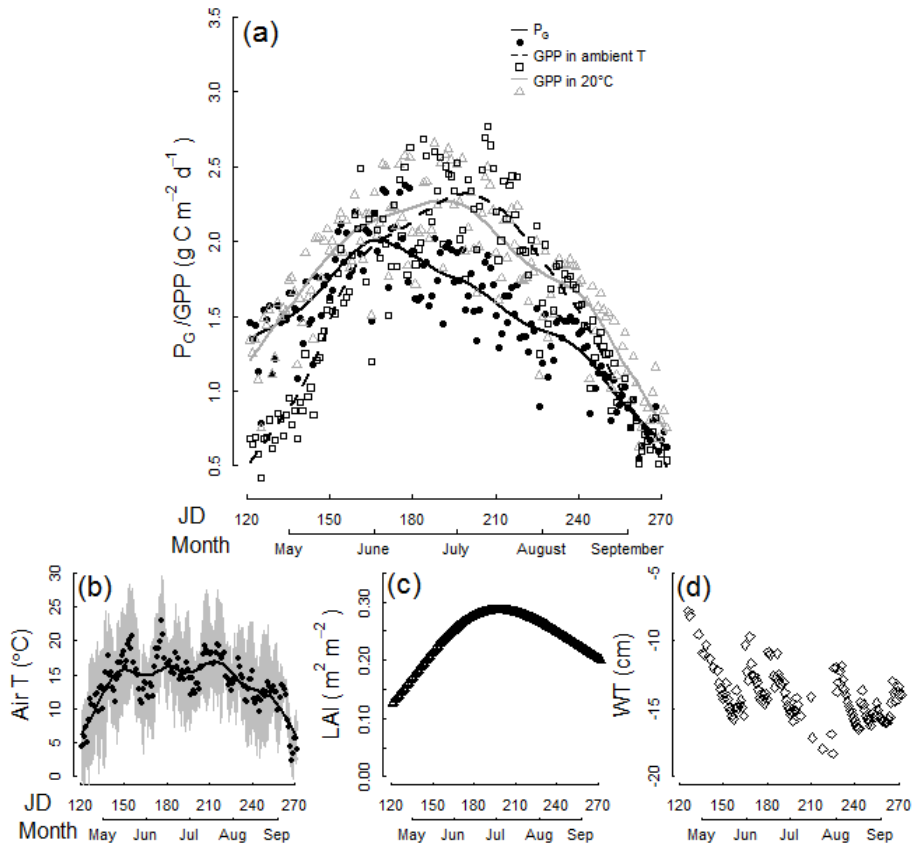 (a)
P_G
GPP in ambient T
GPP in 20°C
P_G /GPP (g C m⁻² d⁻¹)
3.5
3.0
2.5
2.0
1.5
1.0
0.5
JD
120 150 180 210 240 270
Month
May June July August September
(b)
Air T (°C)
30
25
20
15
10
5
0
JD
120 150 180 210 240 270
Month
May Jun Jul Aug Sep
(c)
LAI ( m² m⁻²)
0.30
0.20
0.10
0.00
120 150 180 210 240 270
May Jun Jul Aug Sep
(d)
WT (cm)
-5
-10
-15
-20
120 150 180 210 240 270
May Jun Jul Aug Sep